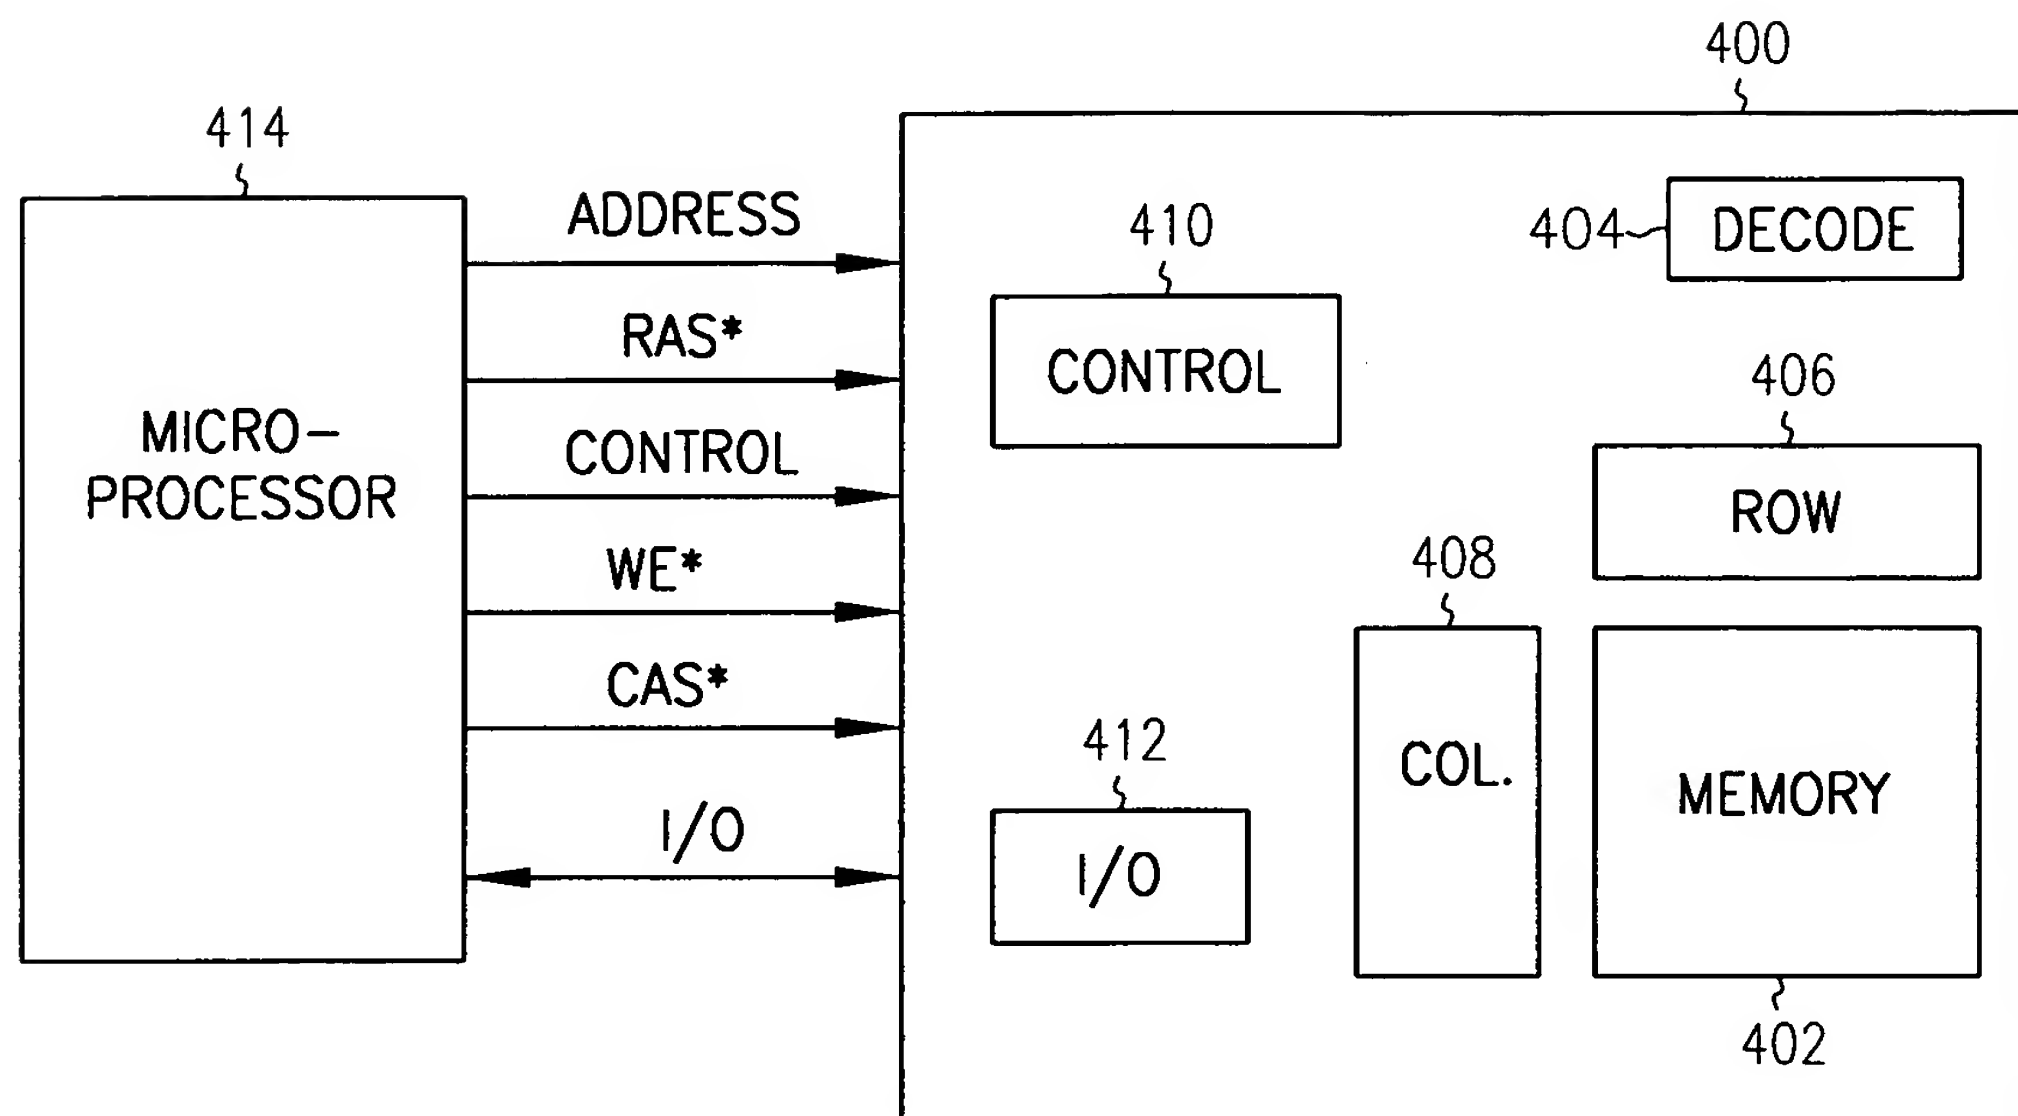 400
414
ADDRESS
410
404
DECODE
RAS*
CONTROL
406
MICRO-
PROCESSOR
CONTROL
ROW
WE*
408
CAS*
412
COL.
MEMORY
I/O
I/O
402